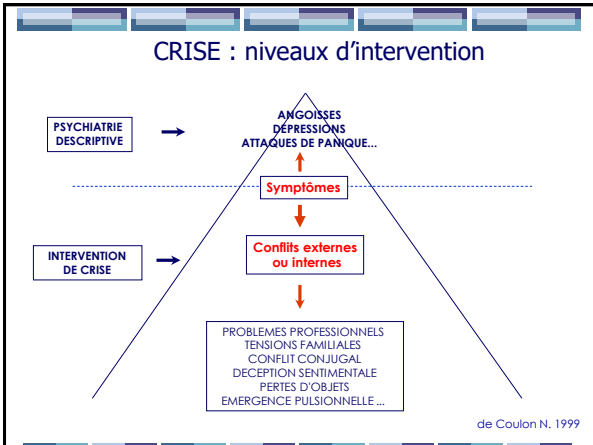 CRISE : niveaux d'intervention
PSYCHIATRIE
DESCRIPTIVE
ANGOISSES
DEPRESSIONS
ATTAQUES DE PANIQUE...
Symptômes
INTERVENTION
DE CRISE
Conflits externes
ou internes
PROBLEMES PROFESSIONNELS
TENSIONS FAMILIALES
CONFLIT CONJUGAL
DECEPTION SENTIMENTALE
PERTES D'OBJETS
EMERGENCE PULSIONNELLE ...
de Coulon N. 1999